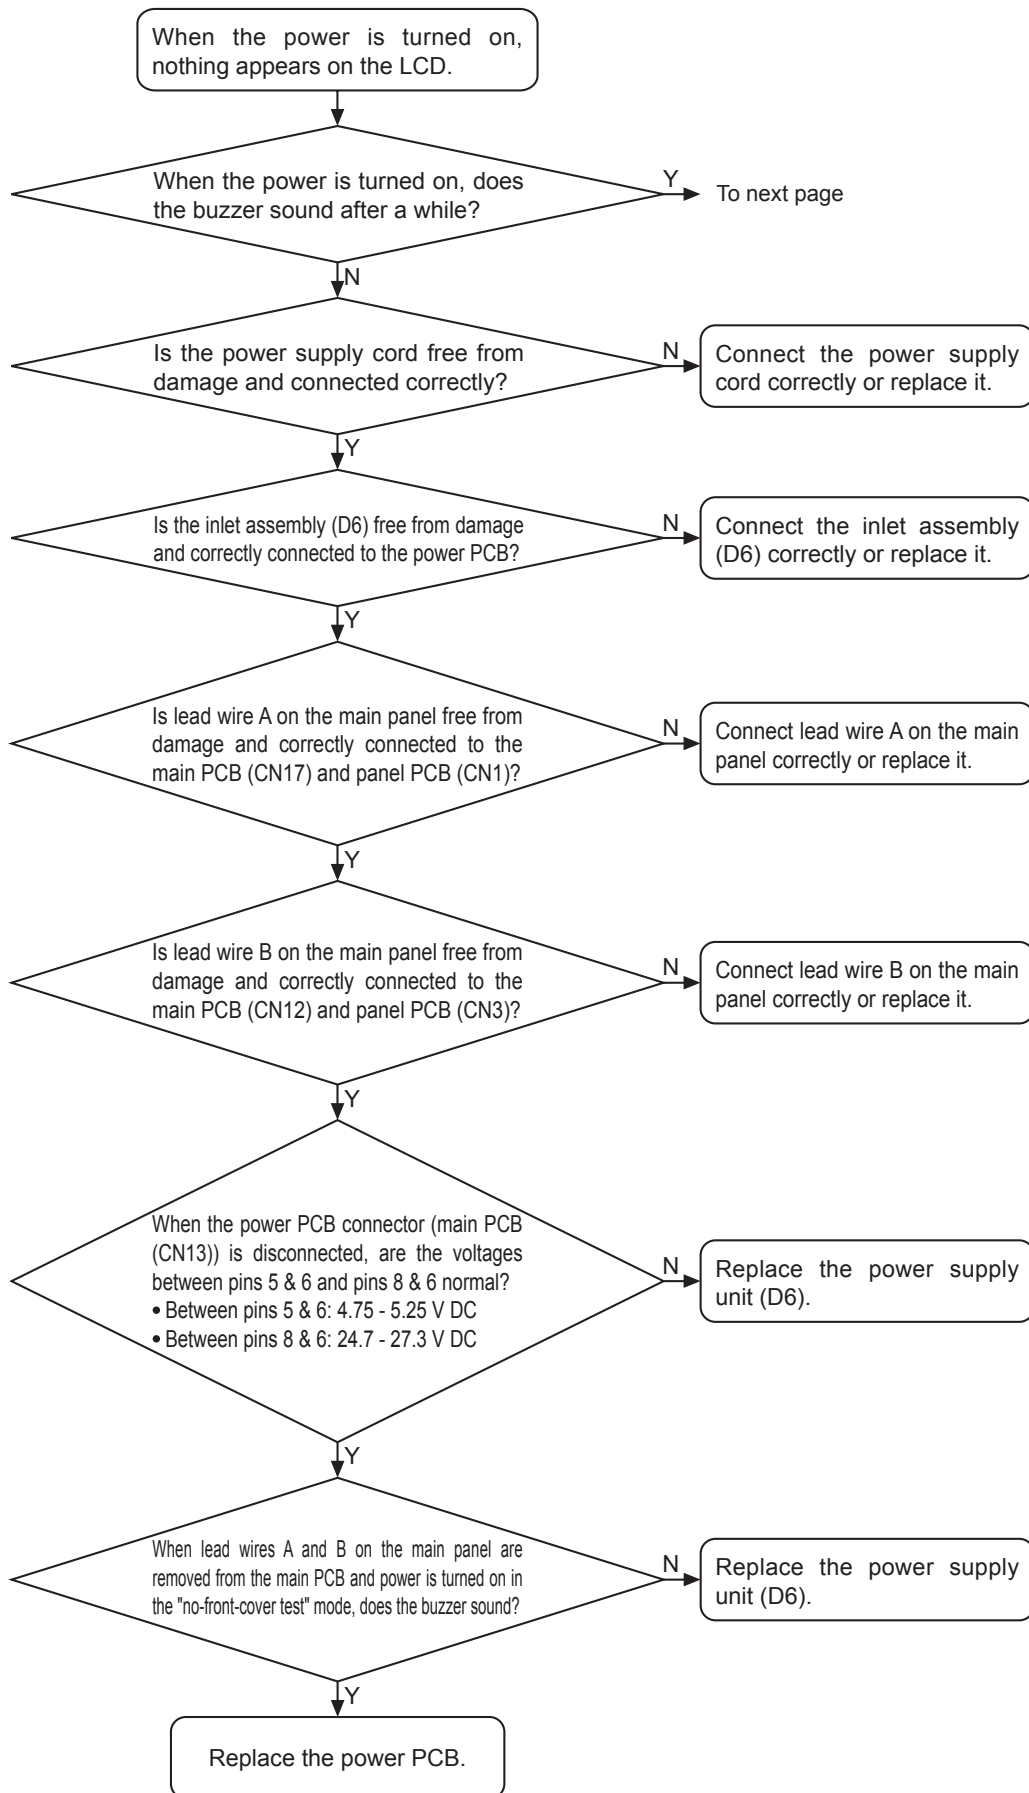 When the power is turned on,
nothing appears on the LCD.
When the power is turned on, does
the buzzer sound after a while?
Y
To next page
N
Is the power supply cord free from
damage and connected correctly?
N
Connect the power supply
cord correctly or replace it.
Y
Is the inlet assembly (D6) free from damage
and correctly connected to the power PCB?
N
Connect the inlet assembly
(D6) correctly or replace it.
Y
Is lead wire A on the main panel free from
damage and correctly connected to the
main PCB (CN17) and panel PCB (CN1)?
N
Connect lead wire A on the main
panel correctly or replace it.
Y
Is lead wire B on the main panel free from
damage and correctly connected to the
main PCB (CN12) and panel PCB (CN3)?
N
Connect lead wire B on the main
panel correctly or replace it.
Y
When the power PCB connector (main PCB
(CN13)) is disconnected, are the voltages
between pins 5 & 6 and pins 8 & 6 normal?
• Between pins 5 & 6: 4.75 - 5.25 V DC
• Between pins 8 & 6: 24.7 - 27.3 V DC
N
Replace the power supply
unit (D6).
Y
When lead wires A and B on the main panel are
removed from the main PCB and power is turned on in
the "no-front-cover test" mode, does the buzzer sound?
N
Replace the power supply
unit (D6).
Y
Replace the power PCB.